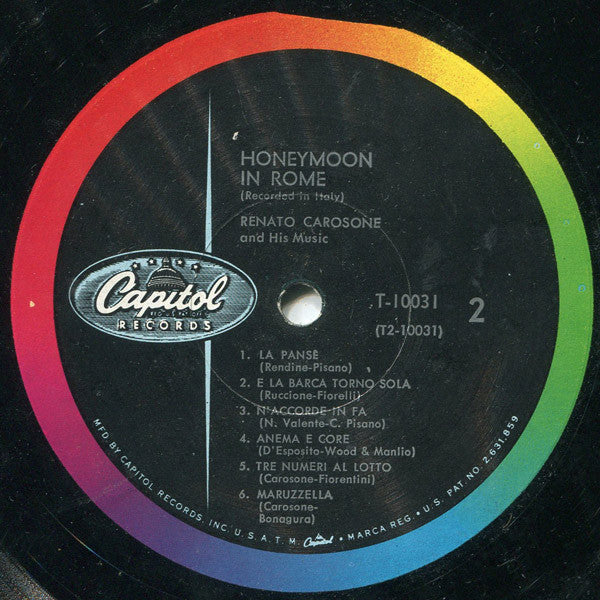 HONEYMOON
IN ROME
(Recorded in Italy)
RENATO CAROSONE
and His Music
Capitol
RECORDS
T-10031
2
(T2-10031)
1. LA PANSÈ
(Rendine-Pisano)
2. E LA BARCA TORNO SOLA
(Ruccione-Fiorelli)
3. N'ACCORDE IN FA
(N. Valente-C. Pisano)
4. ANEMA E CORE
(D'Esposito-Wood & Manlio)
5. TRE NUMERI AL LOTTO
(Carosone-Fiorentini)
6. MARUZZELLA
(Carosone-
Bonagura)
MFD. BY CAPITOL RECORDS, INC. U.S.A. T.M. Capitol • MARCA REG. • U.S. PAT. NO. 2,631,859